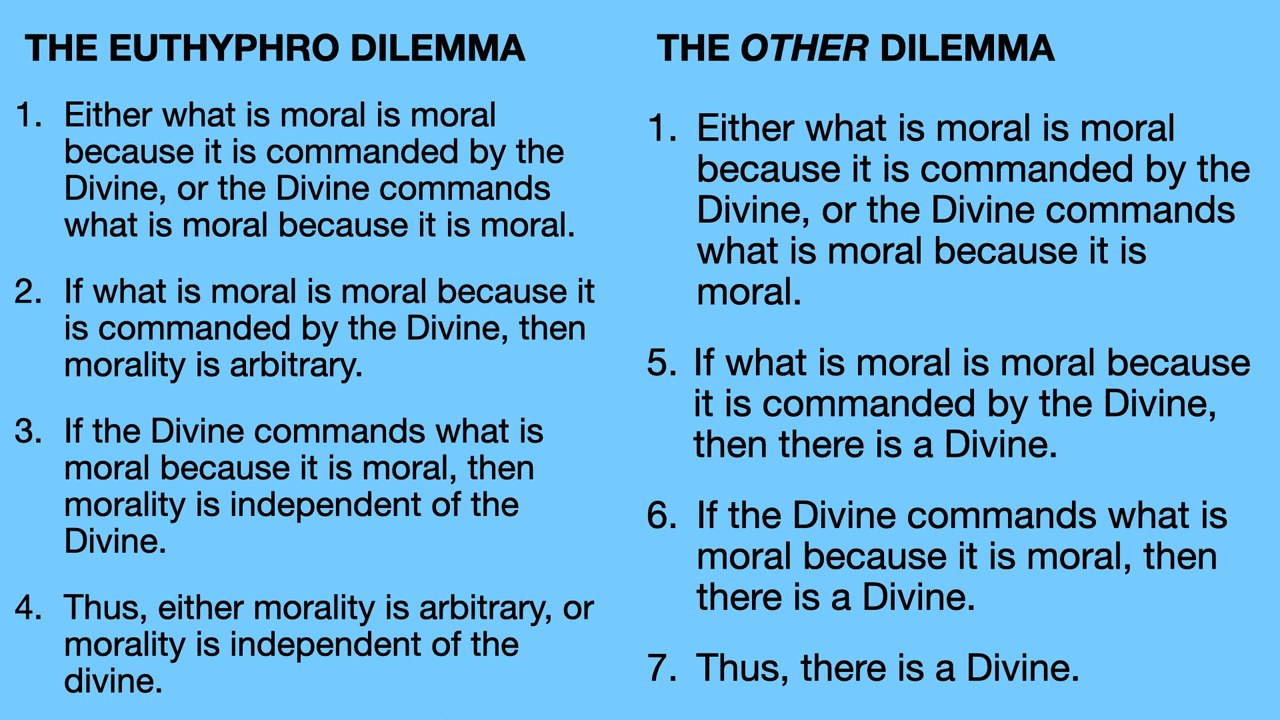 THE EUTHYPHRO DILEMMA
1. Either what is moral is moral
because it is commanded by the
Divine, or the Divine commands
what is moral because it is moral.
2. If what is moral is moral because it
is commanded by the Divine, then
morality is arbitrary.
3. If the Divine commands what is
moral because it is moral, then
morality is independent of the
Divine.
4. Thus, either morality is arbitrary, or
morality is independent of the
divine.
THE OTHER DILEMMA
1. Either what is moral is moral
because it is commanded by the
Divine, or the Divine commands
what is moral because it is
moral.
5. If what is moral is moral because
it is commanded by the Divine,
then there is a Divine.
6. If the Divine commands what is
moral because it is moral, then
there is a Divine.
7. Thus, there is a Divine.